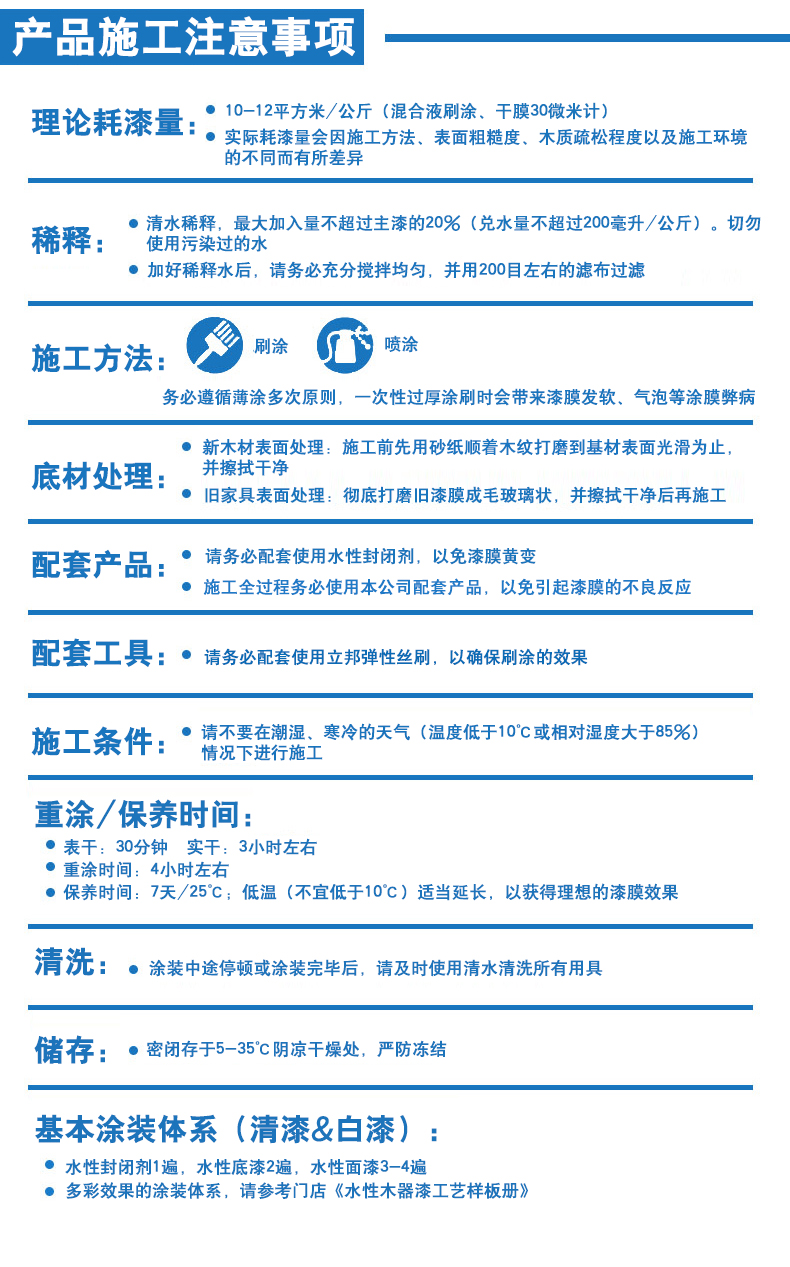 产品施工注意事项
理论耗漆量：
● 10-12平方米/公斤（混合液刷涂、干膜30微米计）
● 实际耗漆量会因施工方法、表面粗糙度、木质疏松程度以及施工环境
的不同而有所差异
稀释：
● 清水稀释，最大加入量不超过主漆的20%（兑水量不超过200毫升/公斤）。切勿
使用污染过的水
● 加好稀释水后，请务必充分搅拌均匀，并用200目左右的滤布过滤
施工方法：
刷涂
喷涂
务必遵循薄涂多次原则，一次性过厚涂刷时会带来漆膜发软、气泡等涂膜弊病
底材处理：
● 新木材表面处理：施工前先用砂纸顺着木纹打磨到基材表面光滑为止，
并擦拭干净
● 旧家具表面处理：彻底打磨旧漆膜成毛玻璃状，并擦拭干净后再施工
配套产品：
● 请务必配套使用水性封闭剂，以免漆膜黄变
● 施工全过程务必使用本公司配套产品，以免引起漆膜的不良反应
配套工具：
● 请务必配套使用立邦弹性丝刷，以确保刷涂的效果
施工条件：
● 请不要在潮湿、寒冷的天气（温度低于10℃或相对湿度大于85%）
情况下进行施工
重涂/保养时间：
● 表干：30分钟 实干：3小时左右
● 重涂时间：4小时左右
● 保养时间：7天/25℃；低温（不宜低于10℃）适当延长，以获得理想的漆膜效果
清洗：
● 涂装中途停顿或涂装完毕后，请及时使用清水清洗所有用具
储存：
● 密闭存于5-35℃阴凉干燥处，严防冻结
基本涂装体系（清漆&白漆）：
● 水性封闭剂1遍，水性底漆2遍，水性面漆3-4遍
● 多彩效果的涂装体系，请参考门店《水性木器漆工艺样板册》